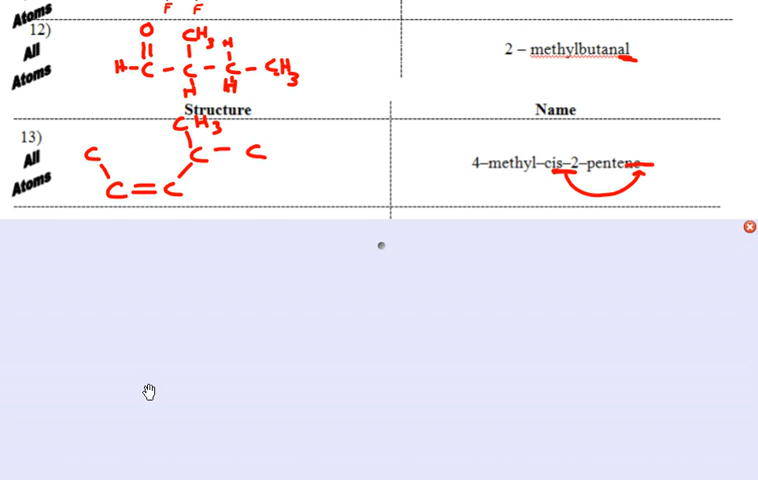 Atoms
F F
12)
All
Atoms
O CH3 H
H-C-C-C-CH3
H H
2 – methylbutanal
Structure Name
13)
All
Atoms
CH3
C C-C
C=C
4–methyl–cis–2–pentene